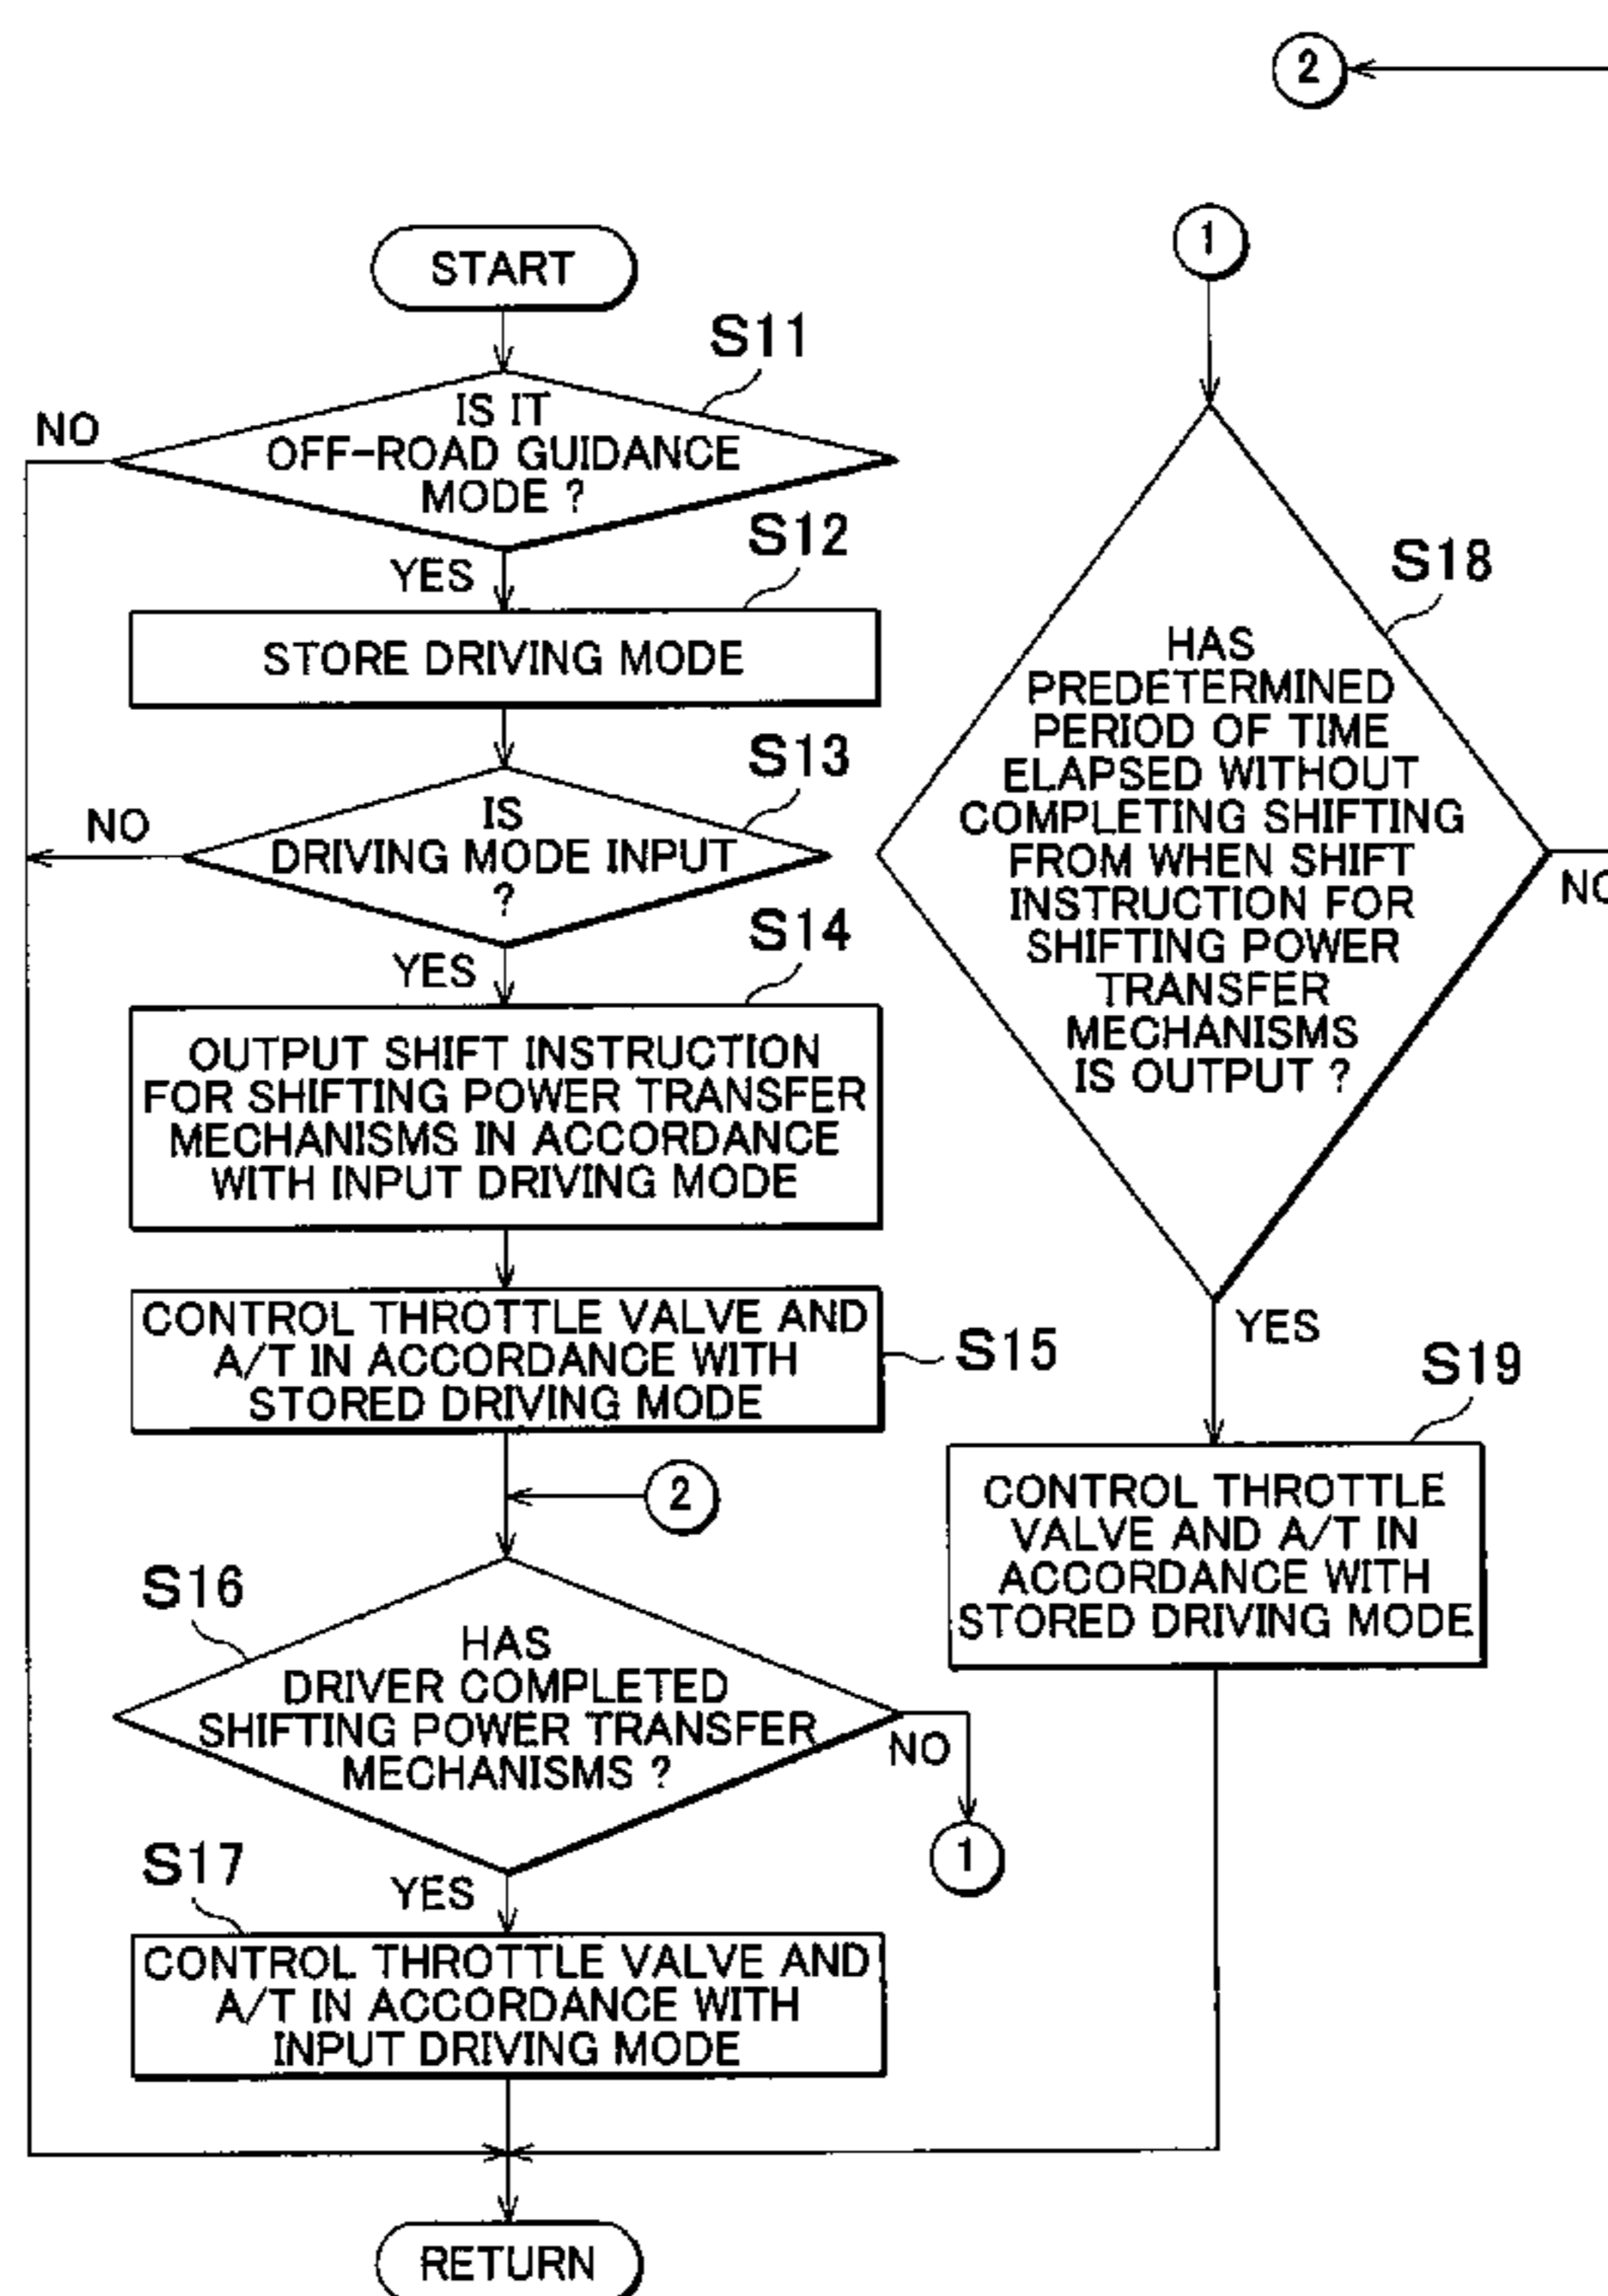 START
S11
NO
IS IT
OFF-ROAD GUIDANCE
MODE ?
YES
S12
STORE DRIVING MODE
S13
NO
IS
DRIVING MODE INPUT
?
YES
S14
OUTPUT SHIFT INSTRUCTION
FOR SHIFTING POWER TRANSFER
MECHANISMS IN ACCORDANCE
WITH INPUT DRIVING MODE
CONTROL THROTTLE VALVE AND
A/T IN ACCORDANCE WITH
STORED DRIVING MODE
S15
2
S16
HAS
DRIVER COMPLETED
SHIFTING POWER TRANSFER
MECHANISMS ?
NO
1
S17
YES
CONTROL THROTTLE VALVE AND
A/T IN ACCORDANCE WITH
INPUT DRIVING MODE
RETURN
2
1
S18
HAS
PREDETERMINED
PERIOD OF TIME
ELAPSED WITHOUT
COMPLETING SHIFTING
FROM WHEN SHIFT
INSTRUCTION FOR
SHIFTING POWER
TRANSFER
MECHANISMS
IS OUTPUT ?
NO
YES
S19
CONTROL THROTTLE
VALVE AND A/T IN
ACCORDANCE WITH
STORED DRIVING MODE